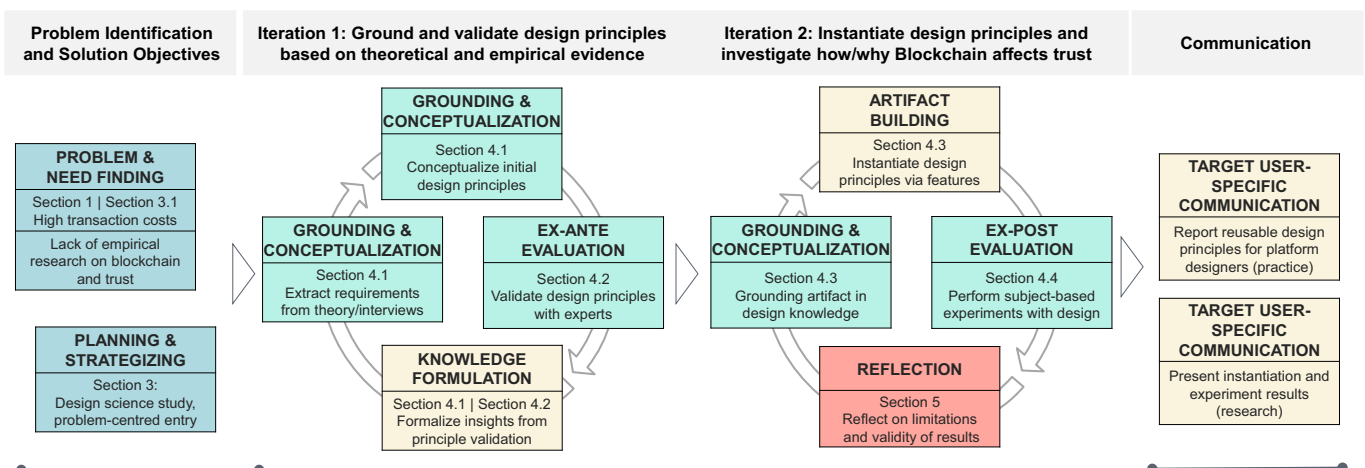 Problem Identification
and Solution Objectives
Iteration 1: Ground and validate design principles
based on theoretical and empirical evidence
Iteration 2: Instantiate design principles and
investigate how/why Blockchain affects trust
Communication
PROBLEM &
NEED FINDING
Section 1 | Section 3.1
High transaction costs
Lack of empirical
research on blockchain
and trust
PLANNING &
STRATEGIZING
Section 3:
Design science study,
problem-centred entry
GROUNDING &
CONCEPTUALIZATION
Section 4.1
Conceptualize initial
design principles
GROUNDING &
CONCEPTUALIZATION
Section 4.1
Extract requirements
from theory/interviews
EX-ANTE
EVALUATION
Section 4.2
Validate design principles
with experts
KNOWLEDGE
FORMULATION
Section 4.1 | Section 4.2
Formalize insights from
principle validation
ARTIFACT
BUILDING
Section 4.3
Instantiate design
principles via features
GROUNDING &
CONCEPTUALIZATION
Section 4.3
Grounding artifact in
design knowledge
EX-POST
EVALUATION
Section 4.4
Perform subject-based
experiments with design
REFLECTION
Section 5
Reflect on limitations
and validity of results
TARGET USER-
SPECIFIC
COMMUNICATION
Report reusable design
principles for platform
designers (practice)
TARGET USER-
SPECIFIC
COMMUNICATION
Present instantiation and
experiment results
(research)